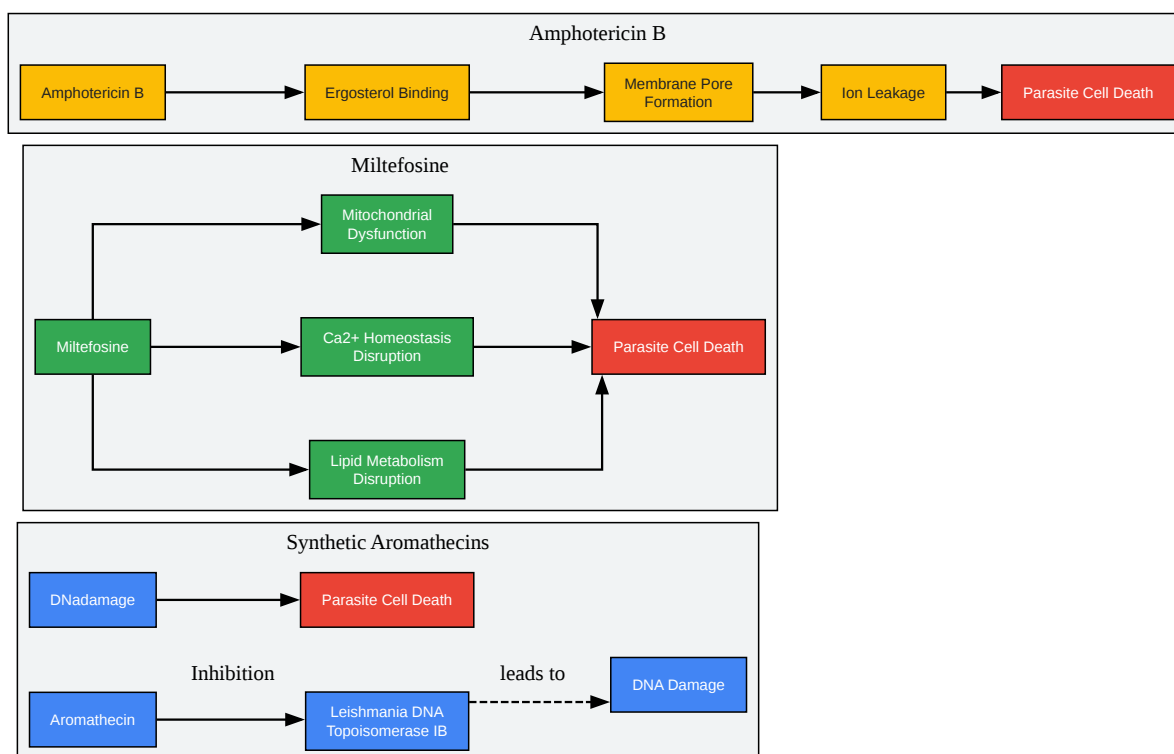 Amphotericin B
Amphotericin B
Ergosterol Binding
Membrane Pore
Formation
Ion Leakage
Parasite Cell Death
Miltefosine
Mitochondrial
Dysfunction
Miltefosine
Ca2+ Homeostasis
Disruption
Parasite Cell Death
Lipid Metabolism
Disruption
Synthetic Aromathecins
DNadamage
Parasite Cell Death
Inhibition
leads to
DNA Damage
Aromathecin
Leishmania DNA
Topoisomerase IB